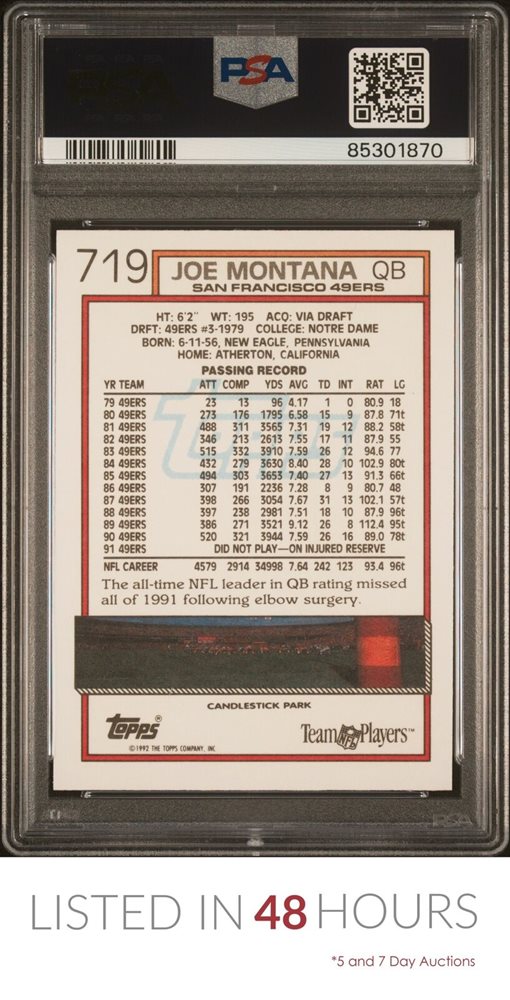 PSA
85301870
719 JOE MONTANA QB
SAN FRANCISCO 49ERS
HT: 6'2" WT: 195 ACQ: VIA DRAFT
DRFT: 49ERS #3-1979 COLLEGE: NOTRE DAME
BORN: 6-11-56, NEW EAGLE, PENNSYLVANIA
HOME: ATHERTON, CALIFORNIA
PASSING RECORD
YR TEAM ATT COMP YDS AVG TD INT RAT LG
79 49ERS 23 13 96 4.17 1 0 80.9 18
80 49ERS 273 176 1795 6.58 15 9 87.8 71t
81 49ERS 488 311 3565 7.31 19 12 88.2 58t
82 49ERS 346 213 2613 7.55 17 11 87.9 55
83 49ERS 515 332 3910 7.59 26 12 94.6 77
84 49ERS 432 279 3630 8.40 28 10 102.9 80t
85 49ERS 494 303 3653 7.40 27 13 91.3 66t
86 49ERS 307 191 2236 7.28 8 9 80.7 48
87 49ERS 398 266 3054 7.67 31 13 102.1 57t
88 49ERS 397 238 2981 7.51 18 10 87.9 96t
89 49ERS 386 271 3521 9.12 26 8 112.4 95t
90 49ERS 520 321 3944 7.59 26 16 89.0 78t
91 49ERS DID NOT PLAY—ON INJURED RESERVE
NFL CAREER 4579 2914 34998 7.64 242 123 93.4 96t
The all-time NFL leader in QB rating missed
all of 1991 following elbow surgery.
CANDLESTICK PARK
TOPPS
Team NFL Players™
©1992 THE TOPPS COMPANY, INC
PSA
LISTED IN 48 HOURS
*5 and 7 Day Auctions